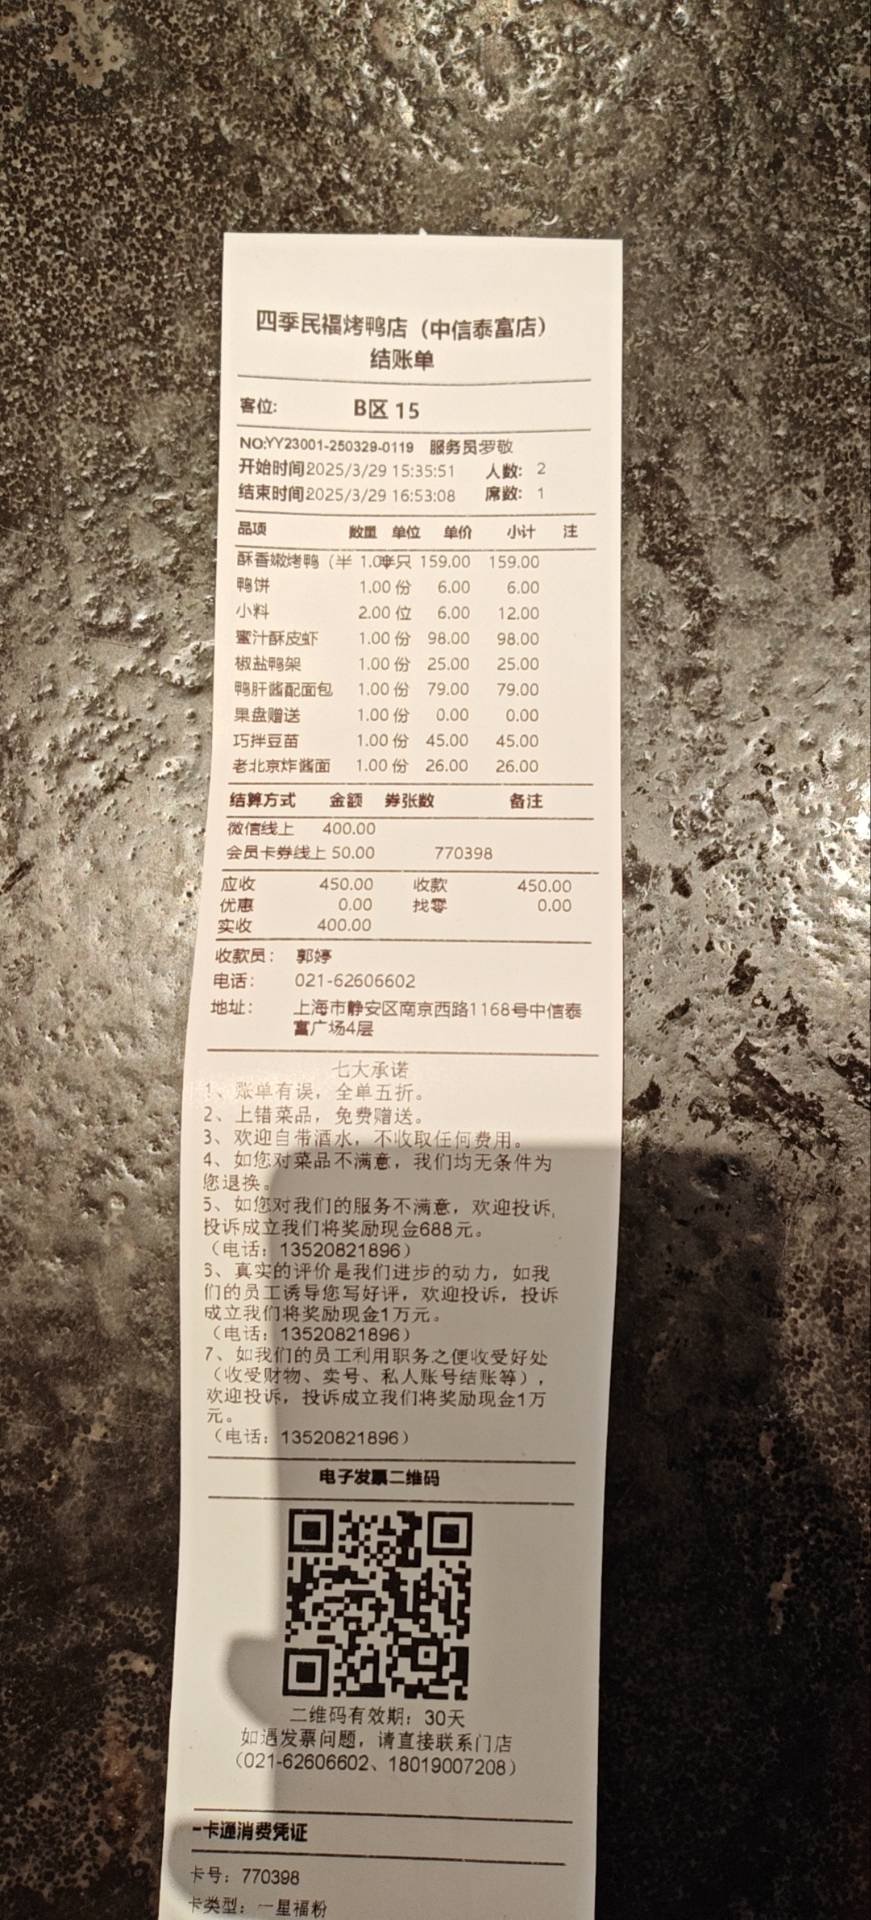 四季民福烤鸭店（中信泰富店）
结账单
客位： B区 15
NO:YY23001-250329-0119 服务员:罗敬
开始时间2025/3/29 15:35:51 人数： 2
结束时间2025/3/29 16:53:08 席数： 1
品项 数量 单位 单价 小计 注
酥香嫩烤鸭（半 1.00 半只 159.00 159.00
鸭饼 1.00 份 6.00 6.00
小料 2.00 位 6.00 12.00
蜜汁酥皮虾 1.00 份 98.00 98.00
椒盐鸭架 1.00 份 25.00 25.00
鸭肝酱配面包 1.00 份 79.00 79.00
果盘赠送 1.00 份 0.00 0.00
巧拌豆苗 1.00 份 45.00 45.00
老北京炸酱面 1.00 份 26.00 26.00
结算方式 金额 券张数 备注
微信线上 400.00
会员卡券线上 50.00 770398
应收 450.00 收款 450.00
优惠 0.00 找零 0.00
实收 400.00
收款员： 郭婷
电话： 021-62606602
地址： 上海市静安区南京西路1168号中信泰
富广场4层
七大承诺
1、账单有误，全单五折。
2、上错菜品，免费赠送。
3、欢迎自带酒水，不收取任何费用。
4、如您对菜品不满意，我们均无条件为
您退换。
5、如您对我们的服务不满意，欢迎投诉，
投诉成立我们将奖励现金688元。
（电话：13520821896）
6、真实的评价是我们进步的动力，如我
们的员工诱导您写好评，欢迎投诉，投诉
成立我们将奖励现金1万元。
（电话：13520821896）
7、如我们的员工利用职务之便收受好处
（收受财物、卖号、私人账号结账等），
欢迎投诉，投诉成立我们将奖励现金1万
元。
（电话：13520821896）
电子发票二维码
二维码有效期：30天
如遇发票问题，请直接联系门店
（021-62606602、18019007208）
一卡通消费凭证
卡号：770398
卡类型：一星福粉